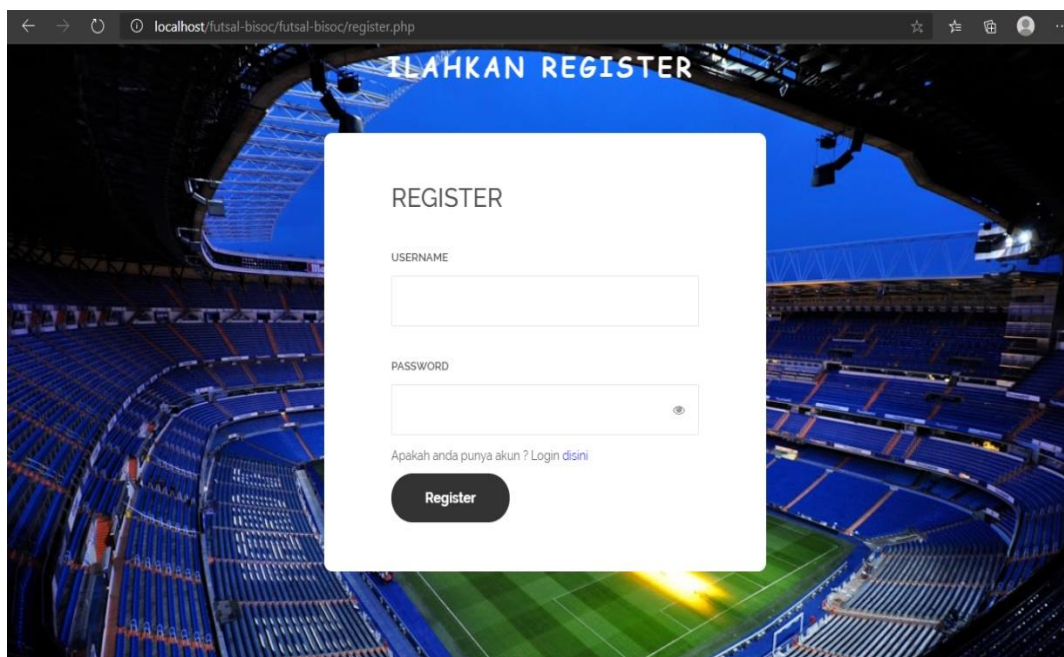 localhost/futsal-bisoc/futsal-bisoc/register.php
ILAHKAN REGISTER
REGISTER
USERNAME
PASSWORD
Apakah anda punya akun ? Login disini
Register